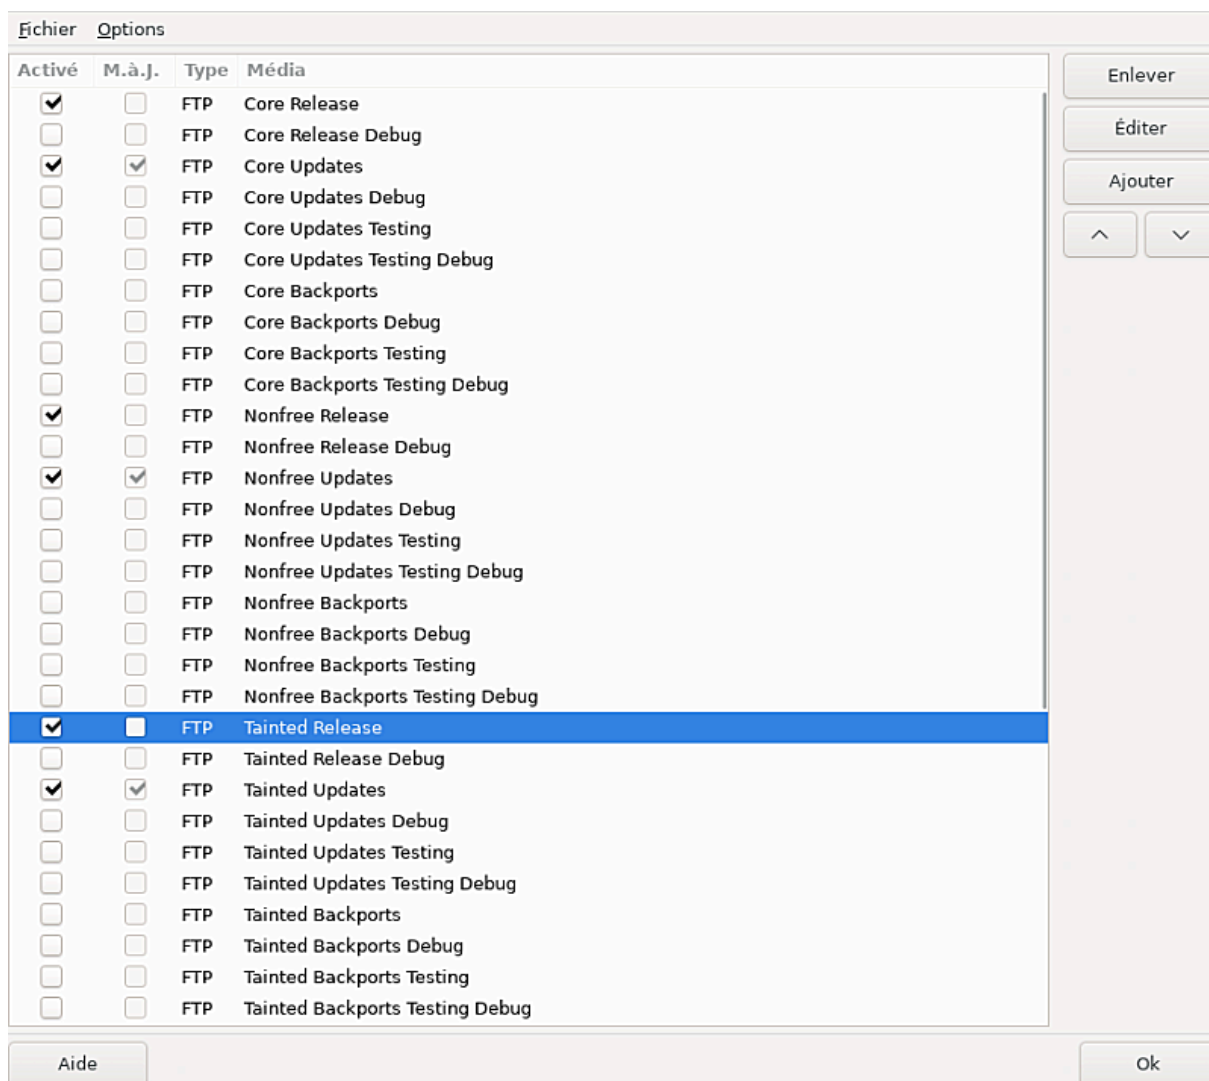 Fichier Options
Activé M.à.J. Type Média
FTP Core Release
FTP Core Release Debug
FTP Core Updates
FTP Core Updates Debug
FTP Core Updates Testing
FTP Core Updates Testing Debug
FTP Core Backports
FTP Core Backports Debug
FTP Core Backports Testing
FTP Core Backports Testing Debug
FTP Nonfree Release
FTP Nonfree Release Debug
FTP Nonfree Updates
FTP Nonfree Updates Debug
FTP Nonfree Updates Testing
FTP Nonfree Updates Testing Debug
FTP Nonfree Backports
FTP Nonfree Backports Debug
FTP Nonfree Backports Testing
FTP Nonfree Backports Testing Debug
FTP Tainted Release
FTP Tainted Release Debug
FTP Tainted Updates
FTP Tainted Updates Debug
FTP Tainted Updates Testing
FTP Tainted Updates Testing Debug
FTP Tainted Backports
FTP Tainted Backports Debug
FTP Tainted Backports Testing
FTP Tainted Backports Testing Debug
Enlever
Éditer
Ajouter
Aide
Ok